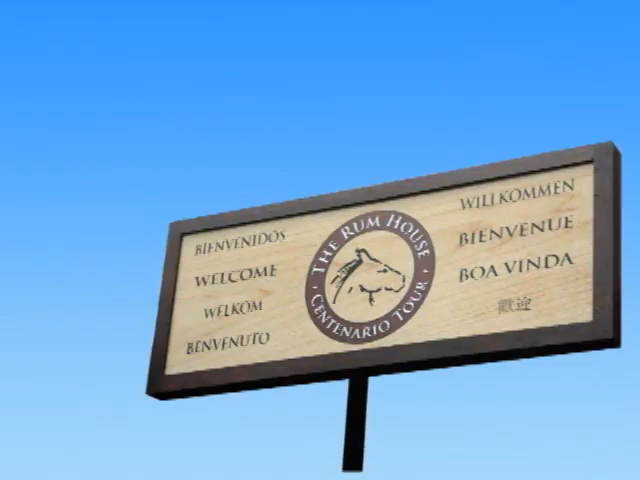 BIENVENIDOS
WELCOME
WELKOM
BENVENUTO
THE RUM HOUSE
CENTENARIO TOUR
WILLKOMMEN
BIENVENUE
BOA VINDA
歡迎